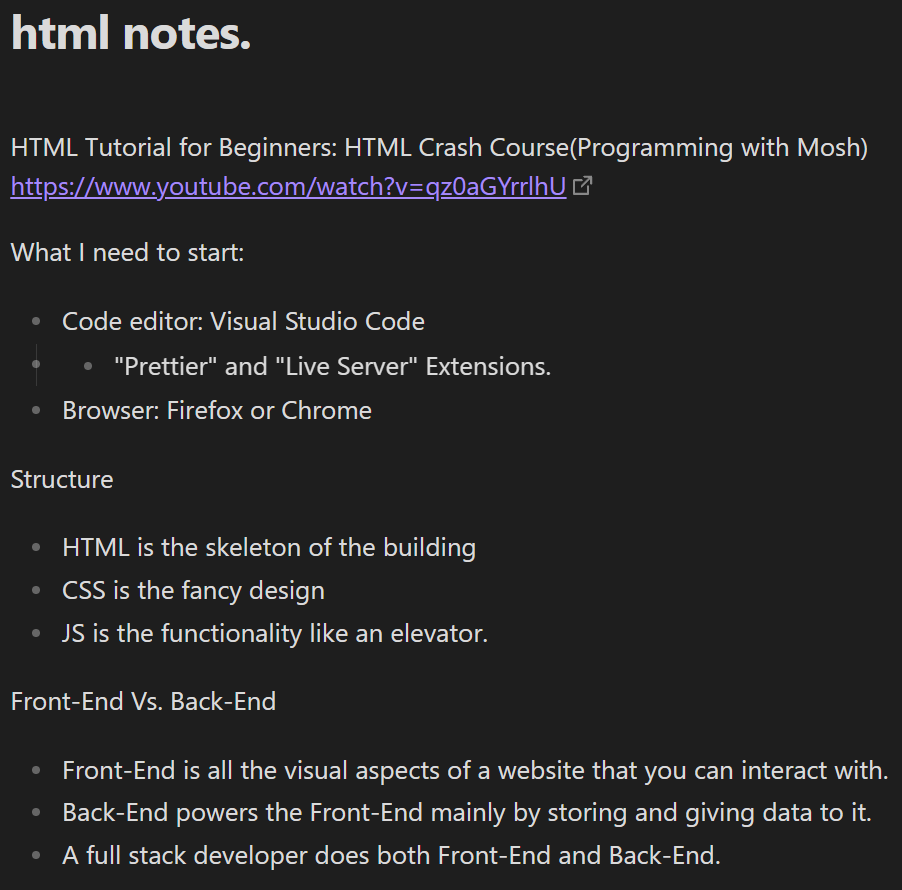 html notes.
HTML Tutorial for Beginners: HTML Crash Course(Programming with Mosh)
https://www.youtube.com/watch?v=qz0aGYrrlhU
What I need to start:
Code editor: Visual Studio Code
"Prettier" and "Live Server" Extensions.
Browser: Firefox or Chrome
Structure
HTML is the skeleton of the building
CSS is the fancy design
JS is the functionality like an elevator.
Front-End Vs. Back-End
Front-End is all the visual aspects of a website that you can interact with.
Back-End powers the Front-End mainly by storing and giving data to it.
A full stack developer does both Front-End and Back-End.